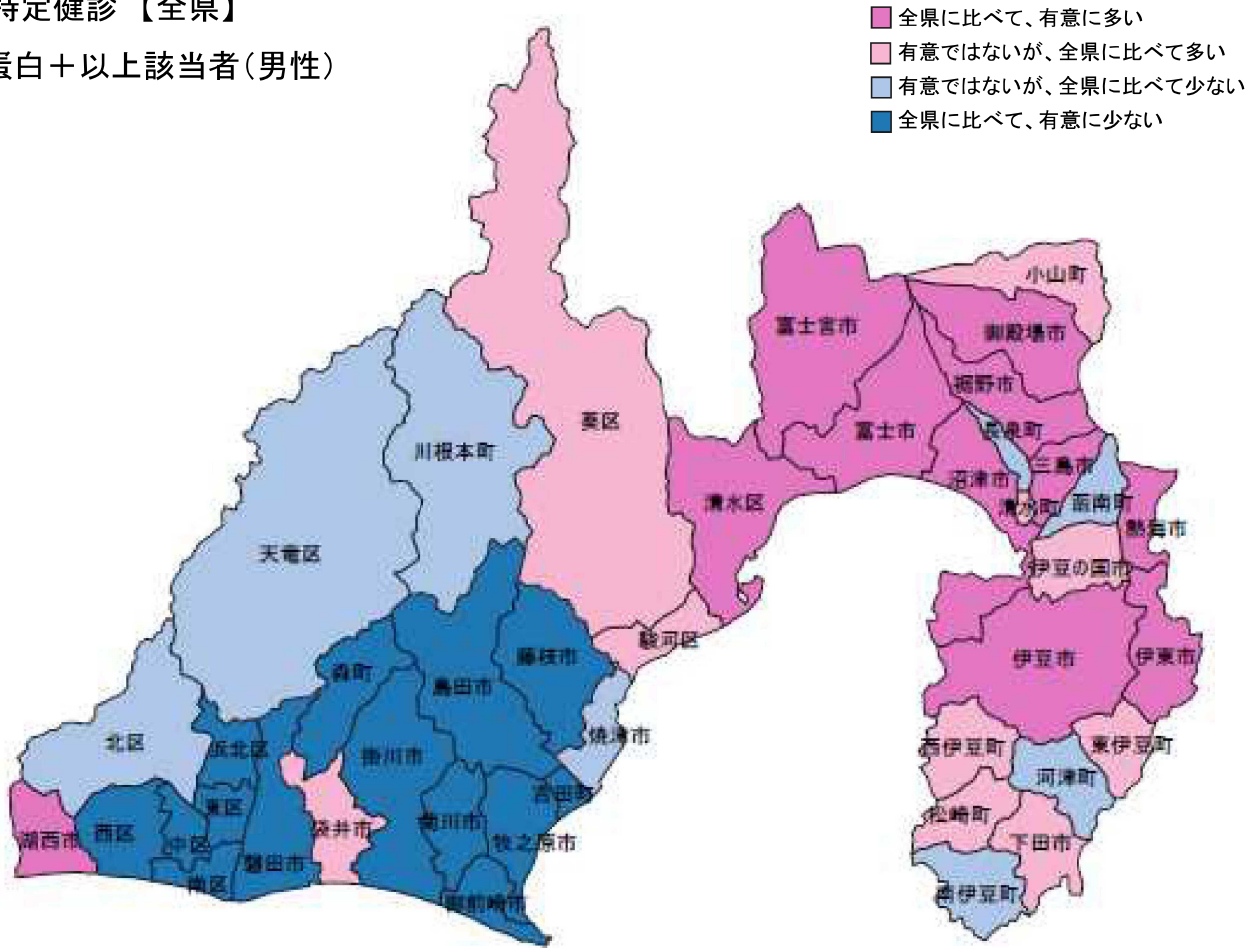 特定健診 【全県】
蛋白＋以上該当者（男性）
全県に比べて、有意に多い
有意ではないが、全県に比べて多い
有意ではないが、全県に比べて少ない
全県に比べて、有意に少ない
小山町
富士宮市
御殿場市
裾野市
葵区
富士市
長泉町
川根本町
三島市
沼津市
清水区
清水町
函南町
熱海市
天竜区
伊豆の国市
駿河区
藤枝市
伊豆市
伊東市
森町
島田市
焼津市
北区
浜北区
掛川市
西伊豆町
東伊豆町
河津町
吉田町
東区
松崎町
菊川市
袋井市
湖西市
西区
中区
牧之原市
下田市
磐田市
南区
御前崎市
南伊豆町